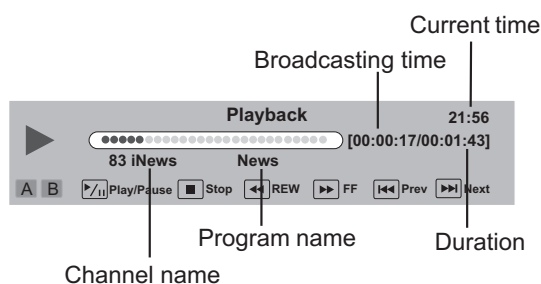 Current time
Broadcasting time
Playback 21:56
[00:00:17/00:01:43]
83 iNews News
A B Play/Pause Stop REW FF Prev Next
Program name Duration
Channel name